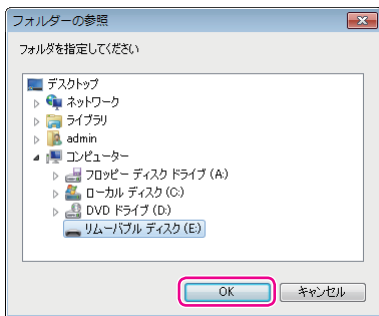 フォルダーの参照
フォルダを指定してください
デスクトップ
ネットワーク
ライブラリ
admin
コンピューター
フロッピー ディスク ドライブ (A:)
ローカル ディスク (C:)
DVD ドライブ (D:)
リムーバブル ディスク (E:)
OK キャンセル